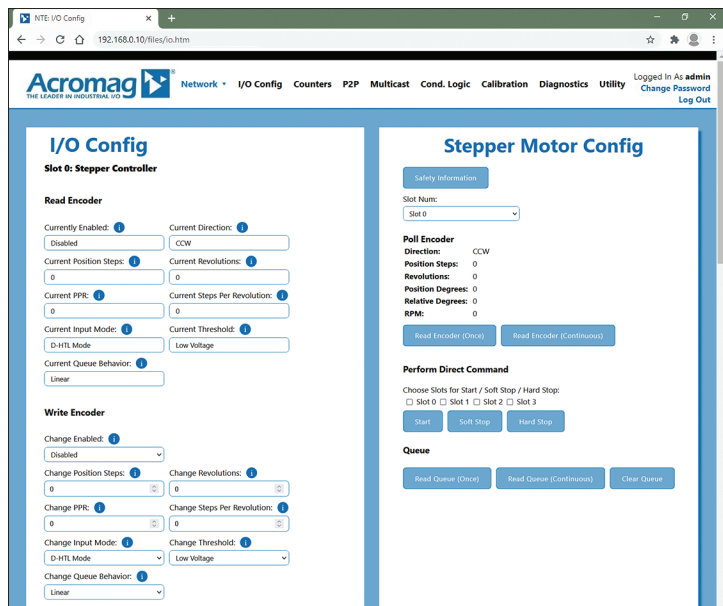 NTE: I/O Config
192.168.0.10/files/io.htm
Acromag
THE LEADER IN INDUSTRIAL I/O
®
Network I/O Config Counters P2P Multicast Cond. Logic Calibration Diagnostics Utility
Logged In As admin
Change Password
Log Out
I/O Config
Slot 0: Stepper Controller
Read Encoder
Currently Enabled: i Current Direction: i
Disabled CCW
Current Position Steps: i Current Revolutions: i
0 0
Current PPR: i Current Steps Per Revolution: i
0 0
Current Input Mode: i Current Threshold: i
D-HTL Mode Low Voltage
Current Queue Behavior: i
Linear
Write Encoder
Change Enabled: i
Disabled
Change Position Steps: i Change Revolutions: i
0 0
Change PPR: i Change Steps Per Revolution: i
0 0
Change Input Mode: i Change Threshold: i
D-HTL Mode Low Voltage
Change Queue Behavior: i
Linear
Stepper Motor Config
Safety Information
Slot Num:
Slot 0
Poll Encoder
Direction: CCW
Position Steps: 0
Revolutions: 0
Position Degrees: 0
Relative Degrees: 0
RPM: 0
Read Encoder (Once) Read Encoder (Continuous)
Perform Direct Command
Choose Slots for Start / Soft Stop / Hard Stop:
Slot 0 Slot 1 Slot 2 Slot 3
Start Soft Stop Hard Stop
Queue
Read Queue (Once) Read Queue (Continuous) Clear Queue